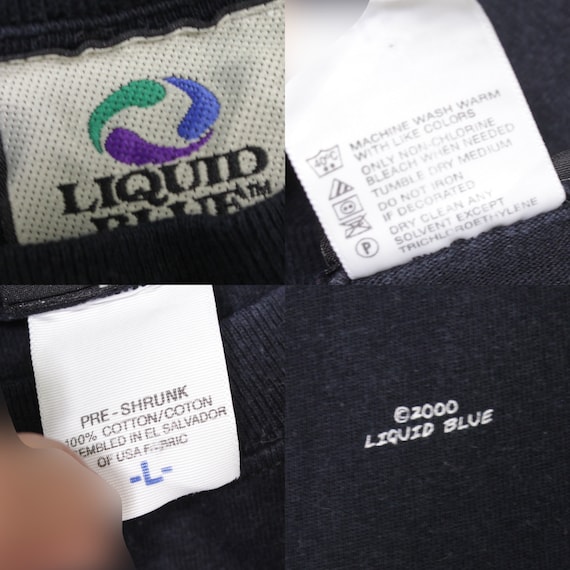 LIQUID
BLUE™
MACHINE WASH WARM
WITH LIKE COLORS
ONLY NON-CHLORINE
BLEACH WHEN NEEDED
TUMBLE DRY MEDIUM
DO NOT IRON
IF DECORATED
DRY CLEAN ANY
SOLVENT EXCEPT
TRICHLOROETHYLENE
40°C
P
PRE-SHRUNK
100% COTTON/COTON
EMBLED IN EL SALVADOR
OF USA FABRIC
-L-
©2000
LIQUID BLUE